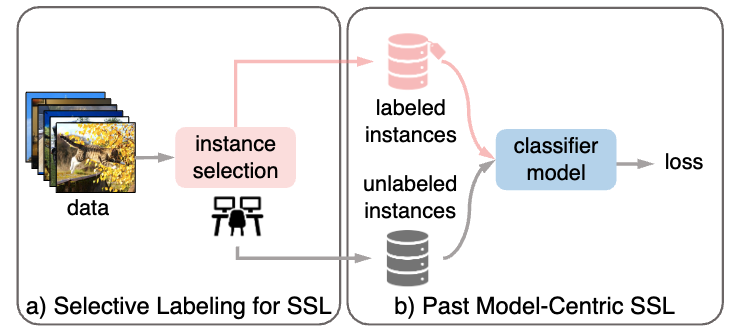 data
instance
selection
a) Selective Labeling for SSL
labeled
instances
unlabeled
instances
classifier
model
loss
b) Past Model-Centric SSL